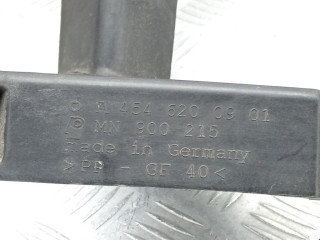 A 454 620 09 01
MN 900 215
Made in Germany
>PP - GF 40<